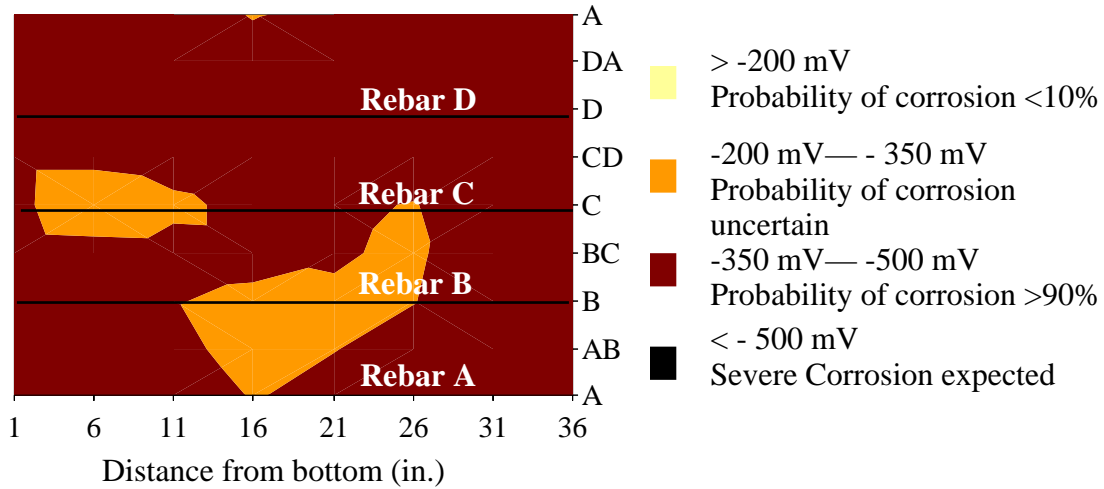 A
DA
Rebar D
D
CD
Rebar C
C
BC
Rebar B
B
AB
Rebar A
A
1 6 11 16 21 26 31 36
Distance from bottom (in.)
> -200 mV
Probability of corrosion <10%
-200 mV— - 350 mV
Probability of corrosion
uncertain
-350 mV— -500 mV
Probability of corrosion >90%
< - 500 mV
Severe Corrosion expected